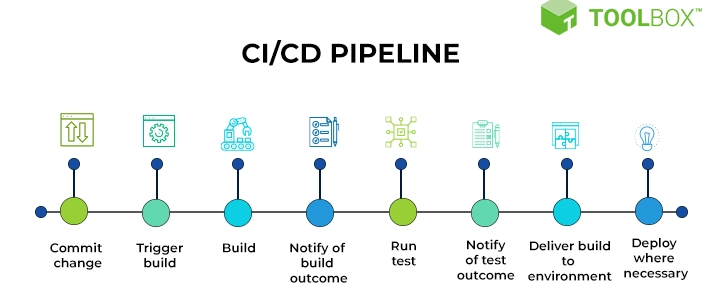 TOOLBOX™
CI/CD PIPELINE
Commit
change
Trigger
build
Build
Notify of
build
outcome
Run
test
Notify
of test
outcome
Deliver build
to
environment
Deploy
where
necessary